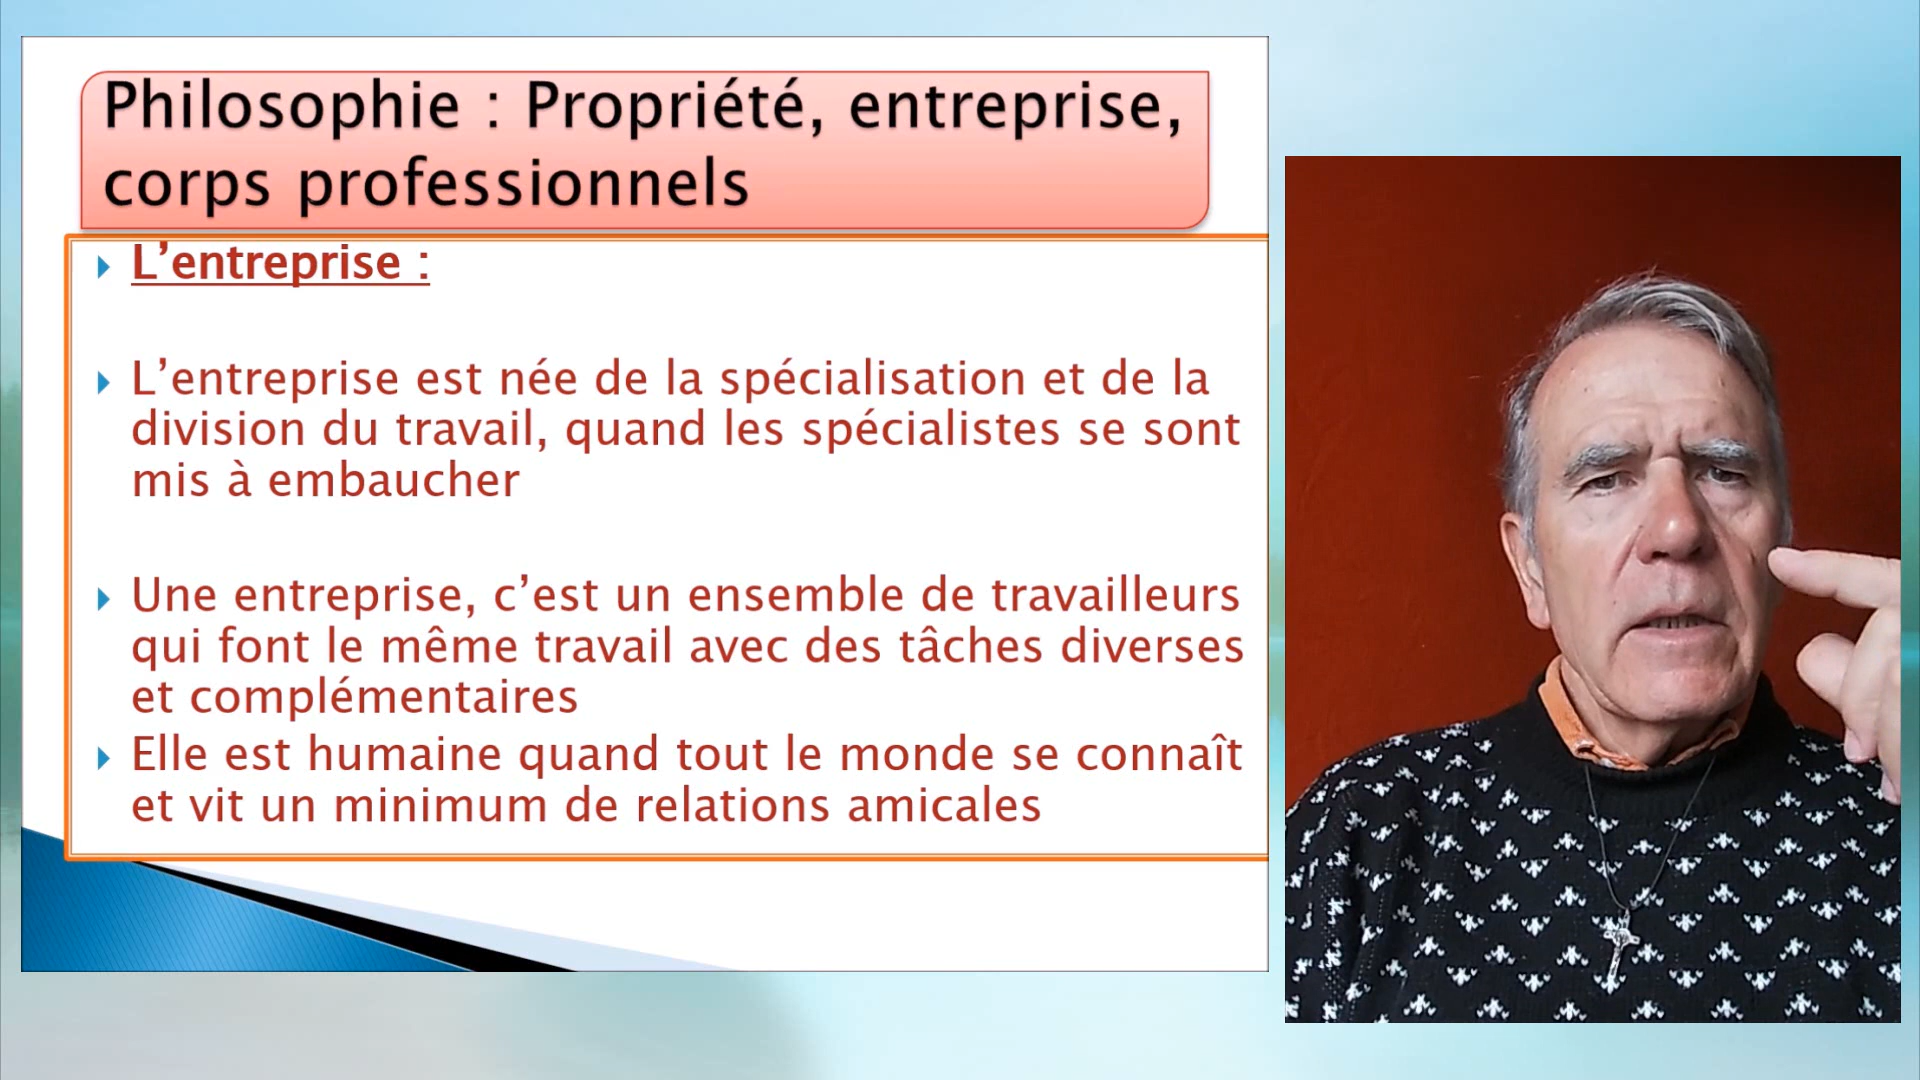 Philosophie : Propriété, entreprise,
corps professionnels
L’entreprise :
L’entreprise est née de la spécialisation et de la
division du travail, quand les spécialistes se sont
mis à embaucher
Une entreprise, c’est un ensemble de travailleurs
qui font le même travail avec des tâches diverses
et complémentaires
Elle est humaine quand tout le monde se connaît
et vit un minimum de relations amicales